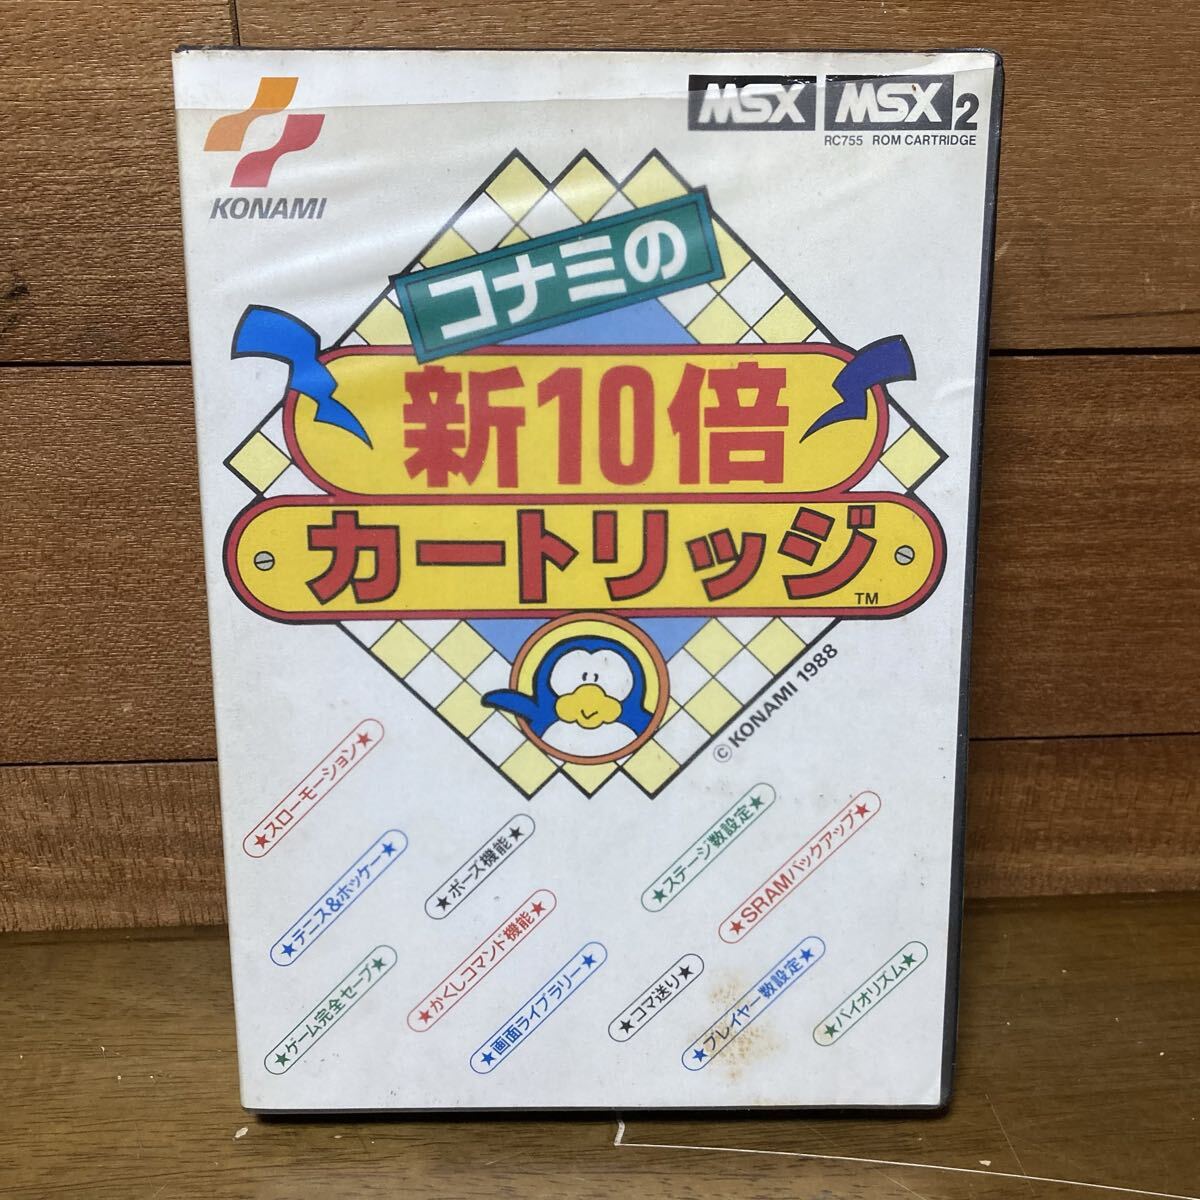 KONAMI
MSX MSX2
RC755 ROM CARTRIDGE
コナミの
新10倍
カートリッジ
TM
© KONAMI 1988
★スローモーション★
★テニス&ホッケー★
★ポーズ機能★
★ステージ数設定★
★SRAMバックアップ★
★ゲーム完全セーブ★
★かくしコマンド機能★
★画面ライブラリー★
★コマ送り★
★プレイヤー数設定★
★バイオリズム★